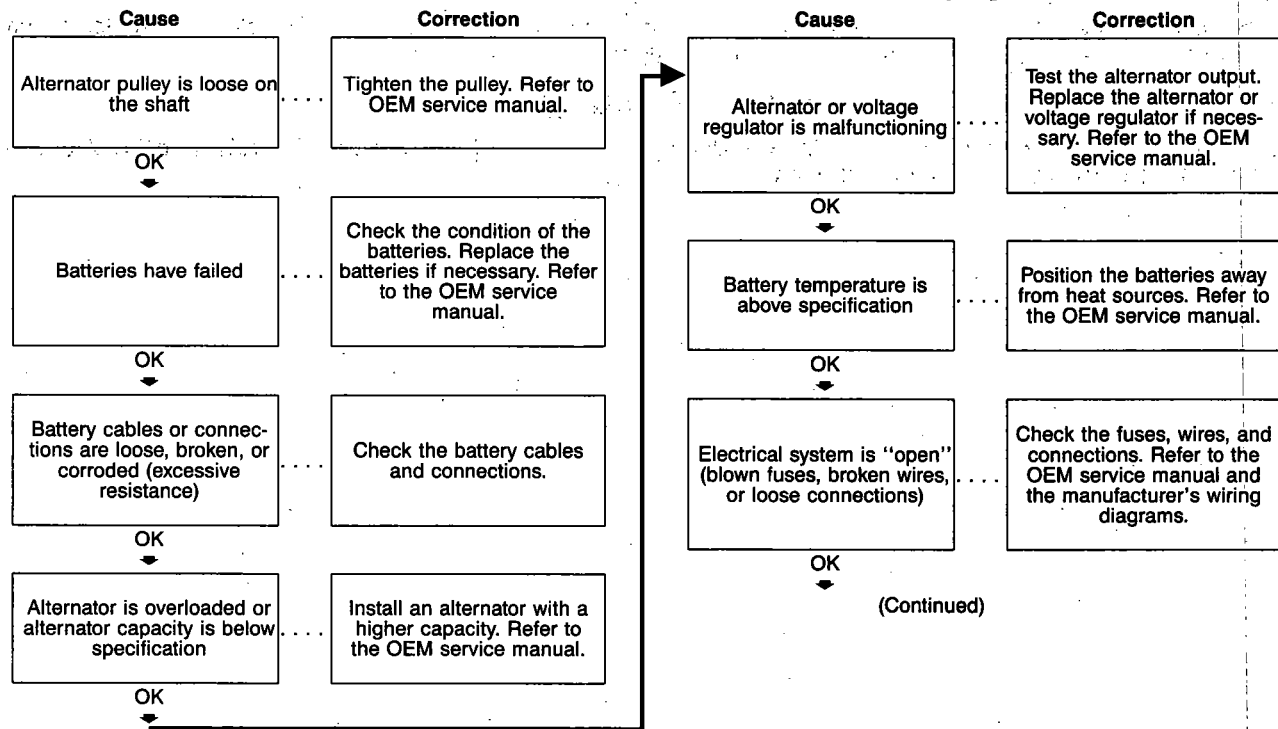 Cause
Correction
Alternator pulley is loose on
the shaft
. . . .
Tighten the pulley. Refer to
OEM service manual.
OK
Batteries have failed
. . . .
Check the condition of the
batteries. Replace the
batteries if necessary. Refer
to the OEM service
manual.
OK
Battery cables or connec-
tions are loose, broken, or
corroded (excessive
resistance)
. . . .
Check the battery cables
and connections.
OK
Alternator is overloaded or
alternator capacity is below
specification
. . . .
Install an alternator with a
higher capacity. Refer to
the OEM service manual.
OK
Cause
Correction
Alternator or voltage
regulator is malfunctioning
. . . .
Test the alternator output.
Replace the alternator or
voltage regulator if neces-
sary. Refer to the OEM
service manual.
OK
Battery temperature is
above specification
. . . .
Position the batteries away
from heat sources. Refer to
the OEM service manual.
OK
Electrical system is "open"
(blown fuses, broken wires,
or loose connections)
. . . .
Check the fuses, wires, and
connections. Refer to the
OEM service manual and
the manufacturer's wiring
diagrams.
OK
(Continued)